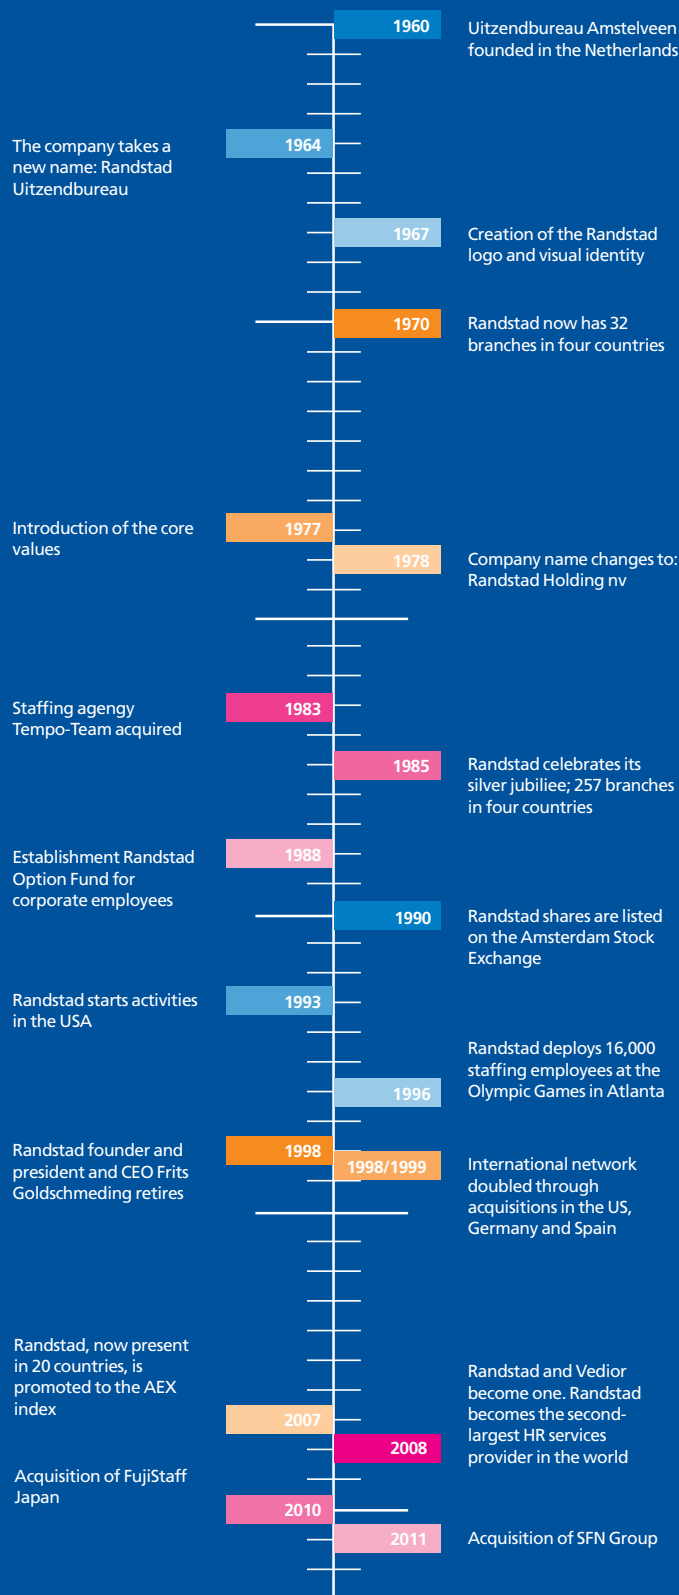 1960
Uitzendbureau Amstelveen
founded in the Netherlands
The company takes a
new name: Randstad
Uitzendbureau
1964
1967
Creation of the Randstad
logo and visual identity
1970
Randstad now has 32
branches in four countries
Introduction of the core
values
1977
1978
Company name changes to:
Randstad Holding nv
Staffing agengy
Tempo-Team acquired
1983
1985
Randstad celebrates its
silver jubiliee; 257 branches
in four countries
Establishment Randstad
Option Fund for
corporate employees
1988
1990
Randstad shares are listed
on the Amsterdam Stock
Exchange
Randstad starts activities
in the USA
1993
1996
Randstad deploys 16,000
staffing employees at the
Olympic Games in Atlanta
Randstad founder and
president and CEO Frits
Goldschmeding retires
1998
1998/1999
International network
doubled through
acquisitions in the US,
Germany and Spain
Randstad, now present
in 20 countries, is
promoted to the AEX
index
2007
2008
Randstad and Vedior
become one. Randstad
becomes the second-
largest HR services
provider in the world
Acquisition of FujiStaff
Japan
2010
2011
Acquisition of SFN Group